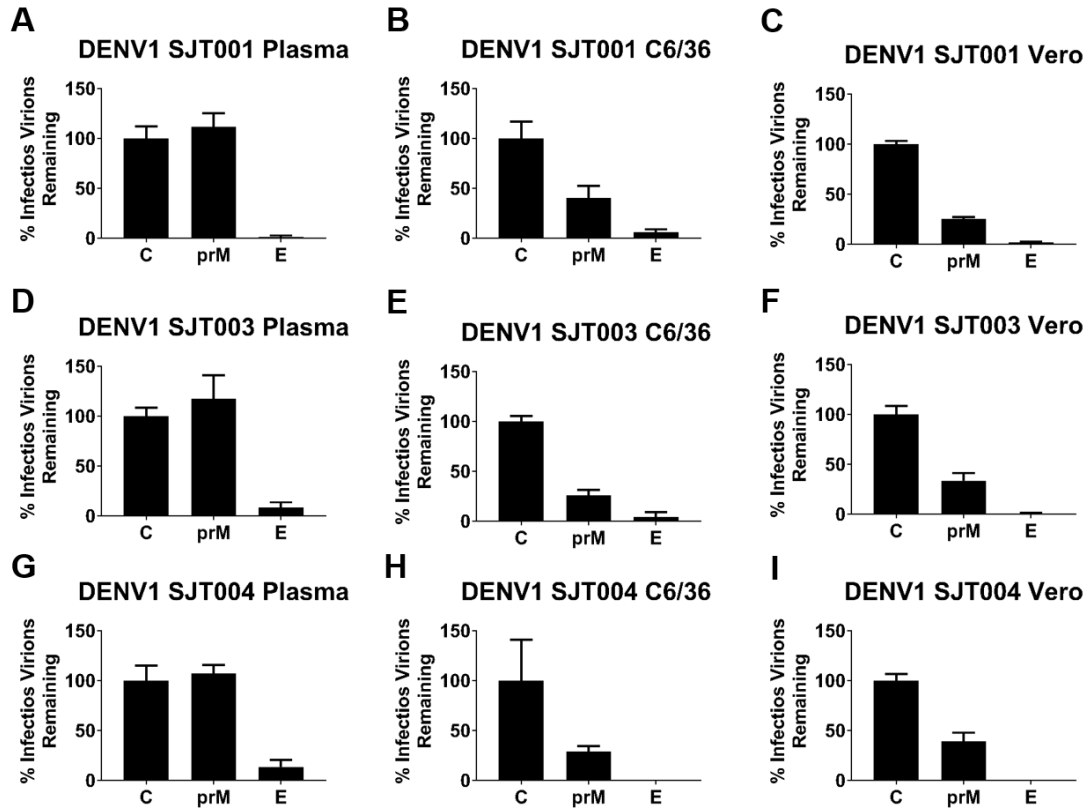 A
DENV1 SJT001 Plasma
% Infectios Virions
Remaining
150
100
50
0
C prM E
B
DENV1 SJT001 C6/36
% Infectios Virions
Remaining
150
100
50
0
C prM E
C
DENV1 SJT001 Vero
% Infectios Virions
Remaining
150
100
50
0
C prM E
D
DENV1 SJT003 Plasma
% Infectios Virions
Remaining
150
100
50
0
C prM E
E
DENV1 SJT003 C6/36
% Infectios Virions
Remaining
150
100
50
0
C prM E
F
DENV1 SJT003 Vero
% Infectios Virions
Remaining
150
100
50
0
C prM E
G
DENV1 SJT004 Plasma
% Infectios Virions
Remaining
150
100
50
0
C prM E
H
DENV1 SJT004 C6/36
% Infectios Virions
Remaining
150
100
50
0
C prM E
I
DENV1 SJT004 Vero
% Infectios Virions
Remaining
150
100
50
0
C prM E